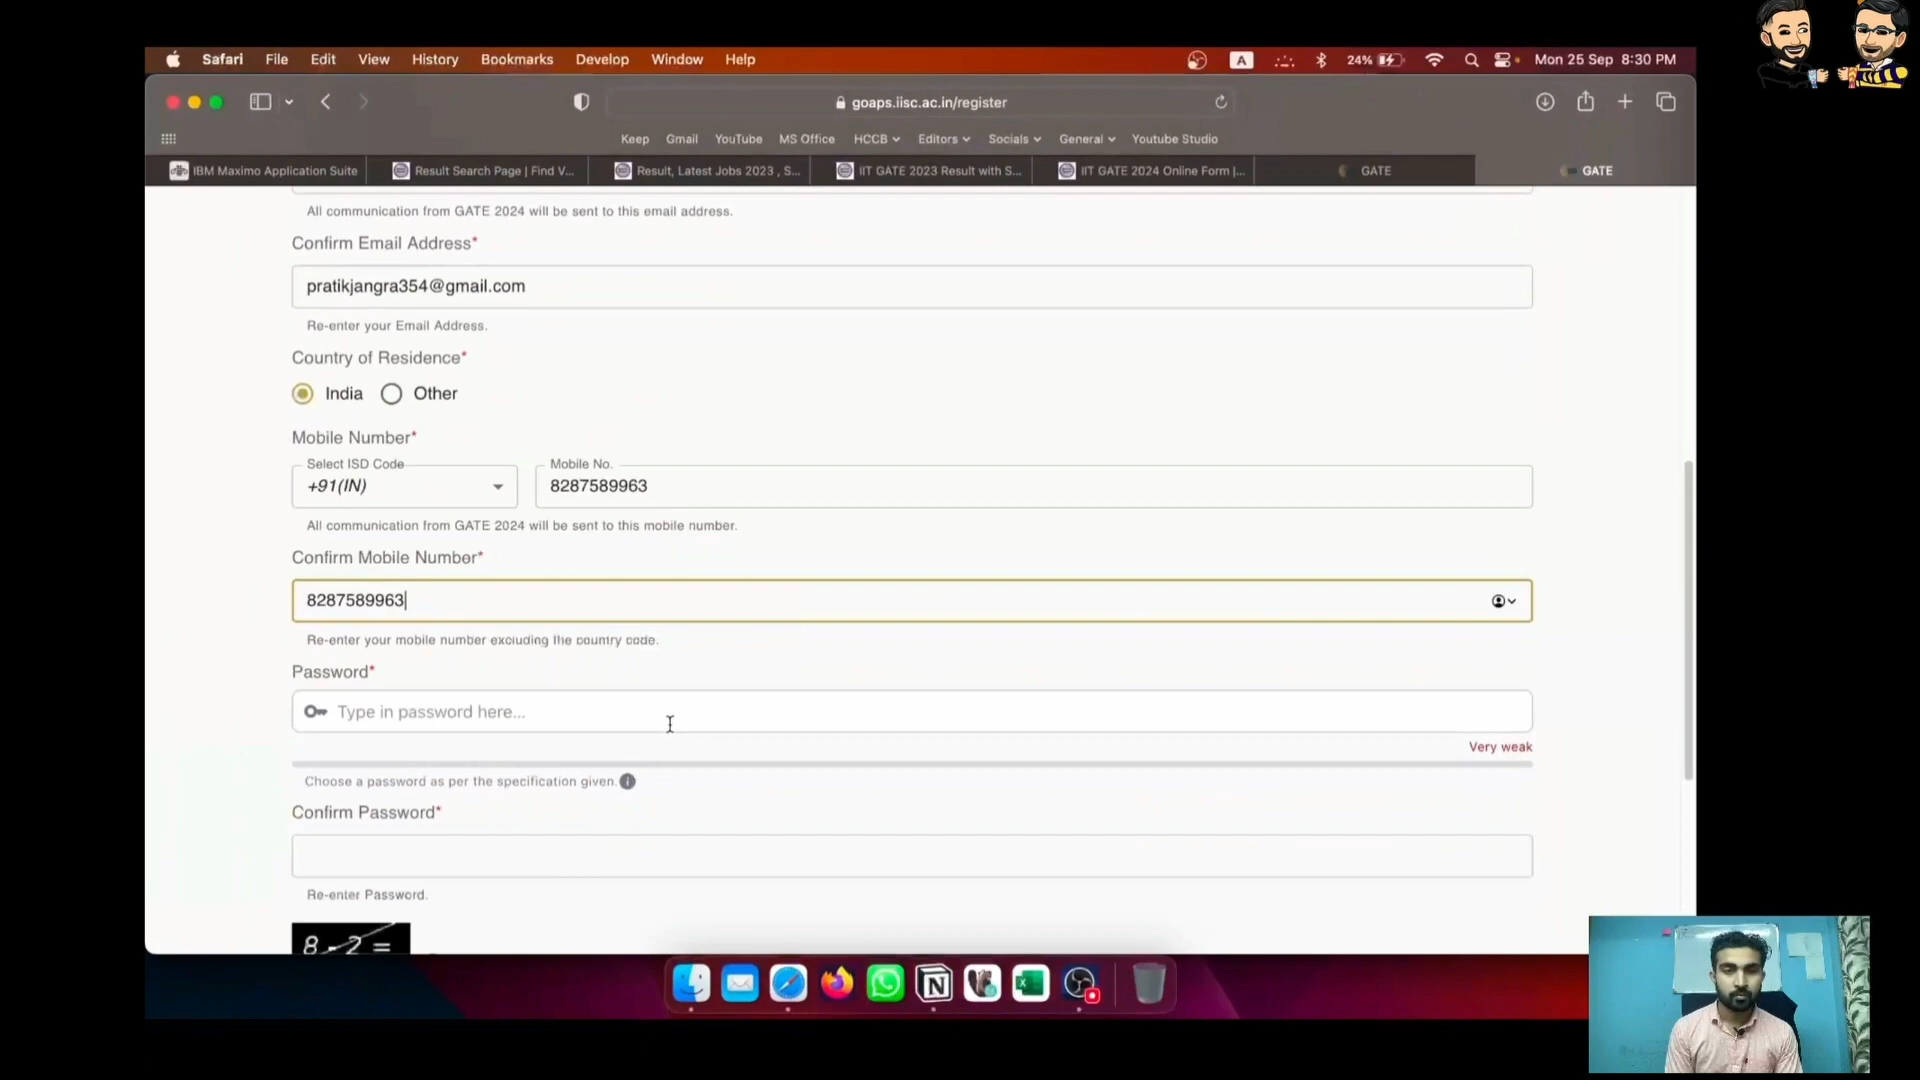 Safari File Edit View History Bookmarks Develop Window Help A 24% Mon 25 Sep 8:30 PM
goaps.iisc.ac.in/register
Keep Gmail YouTube MS Office HCCB Editors Socials General Youtube Studio
IBM Maximo Application Suite Result Search Page | Find V... Result, Latest Jobs 2023 , S... IIT GATE 2023 Result with S... IIT GATE 2024 Online Form |... GATE GATE
All communication from GATE 2024 will be sent to this email address.
Confirm Email Address*
pratikjangra354@gmail.com
Re-enter your Email Address.
Country of Residence*
India Other
Mobile Number*
Select ISD Code Mobile No.
+91(IN) 8287589963
All communication from GATE 2024 will be sent to this mobile number.
Confirm Mobile Number*
8287589963
Re-enter your mobile number excluding the country code.
Password*
Type in password here...
Very weak
Choose a password as per the specification given.
Confirm Password*
Re-enter Password.
8 - 2 =